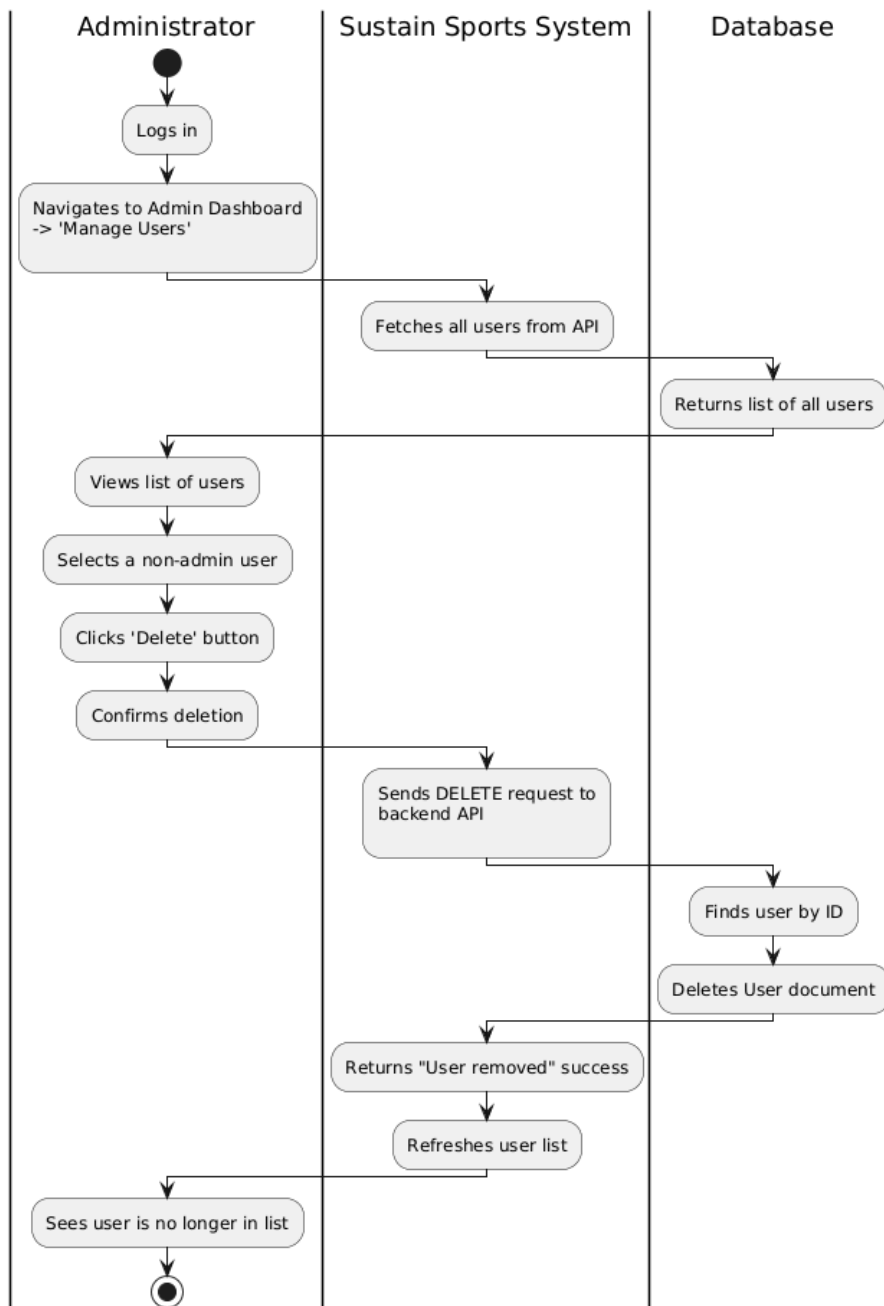 Administrator
Sustain Sports System
Database
Logs in
Navigates to Admin Dashboard
-> 'Manage Users'
Fetches all users from API
Returns list of all users
Views list of users
Selects a non-admin user
Clicks 'Delete' button
Confirms deletion
Sends DELETE request to
backend API
Finds user by ID
Deletes User document
Returns "User removed" success
Refreshes user list
Sees user is no longer in list